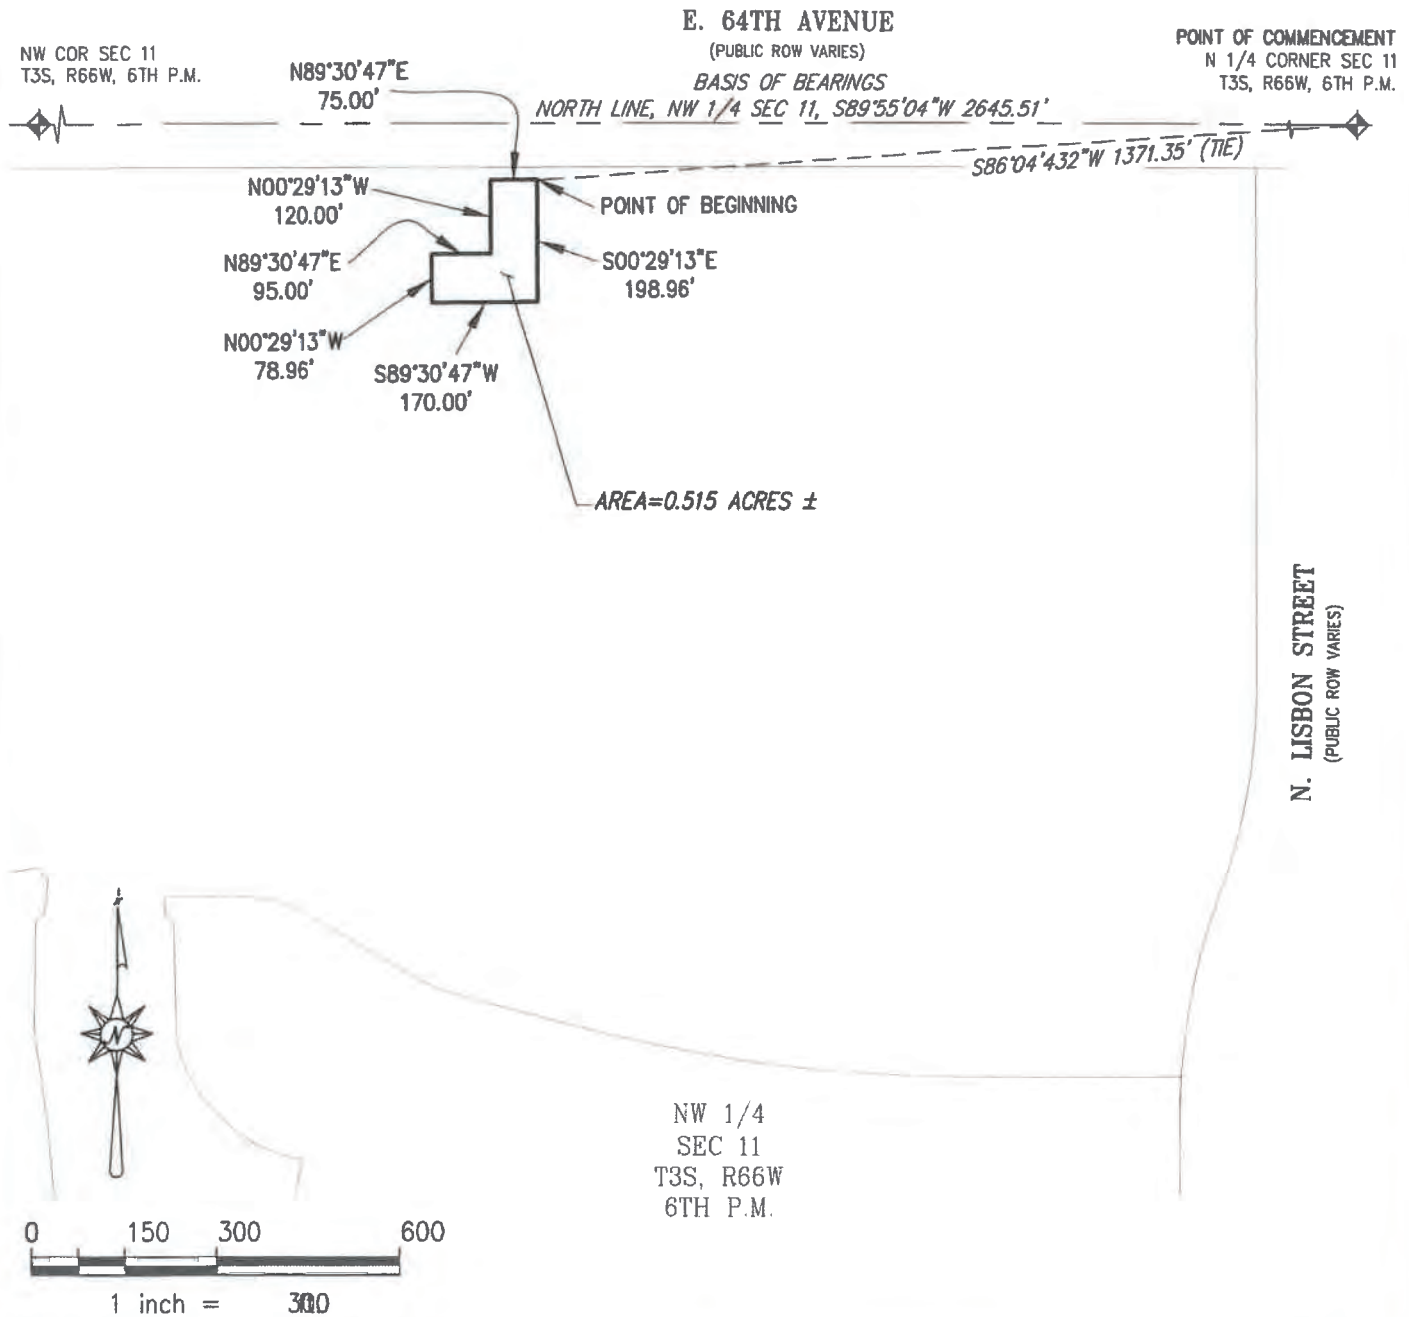 E. 64TH AVENUE
(PUBLIC ROW VARIES)
BASIS OF BEARINGS
NORTH LINE, NW 1/4 SEC 11, S89°55'04"W 2645.51'
NW COR SEC 11
T3S, R66W, 6TH P.M.
POINT OF COMMENCEMENT
N 1/4 CORNER SEC 11
T3S, R66W, 6TH P.M.
N89°30'47"E
75.00'
S86°04'432"W 1371.35' (TIE)
N00°29'13"W
120.00'
POINT OF BEGINNING
N89°30'47"E
95.00'
S00°29'13"E
198.96'
N00°29'13"W
78.96'
S89°30'47"W
170.00'
AREA=0.515 ACRES ±
N. LISBON STREET
(PUBLIC ROW VARIES)
N
NW 1/4
SEC 11
T3S, R66W
6TH P.M.
0 150 300 600
1 inch =